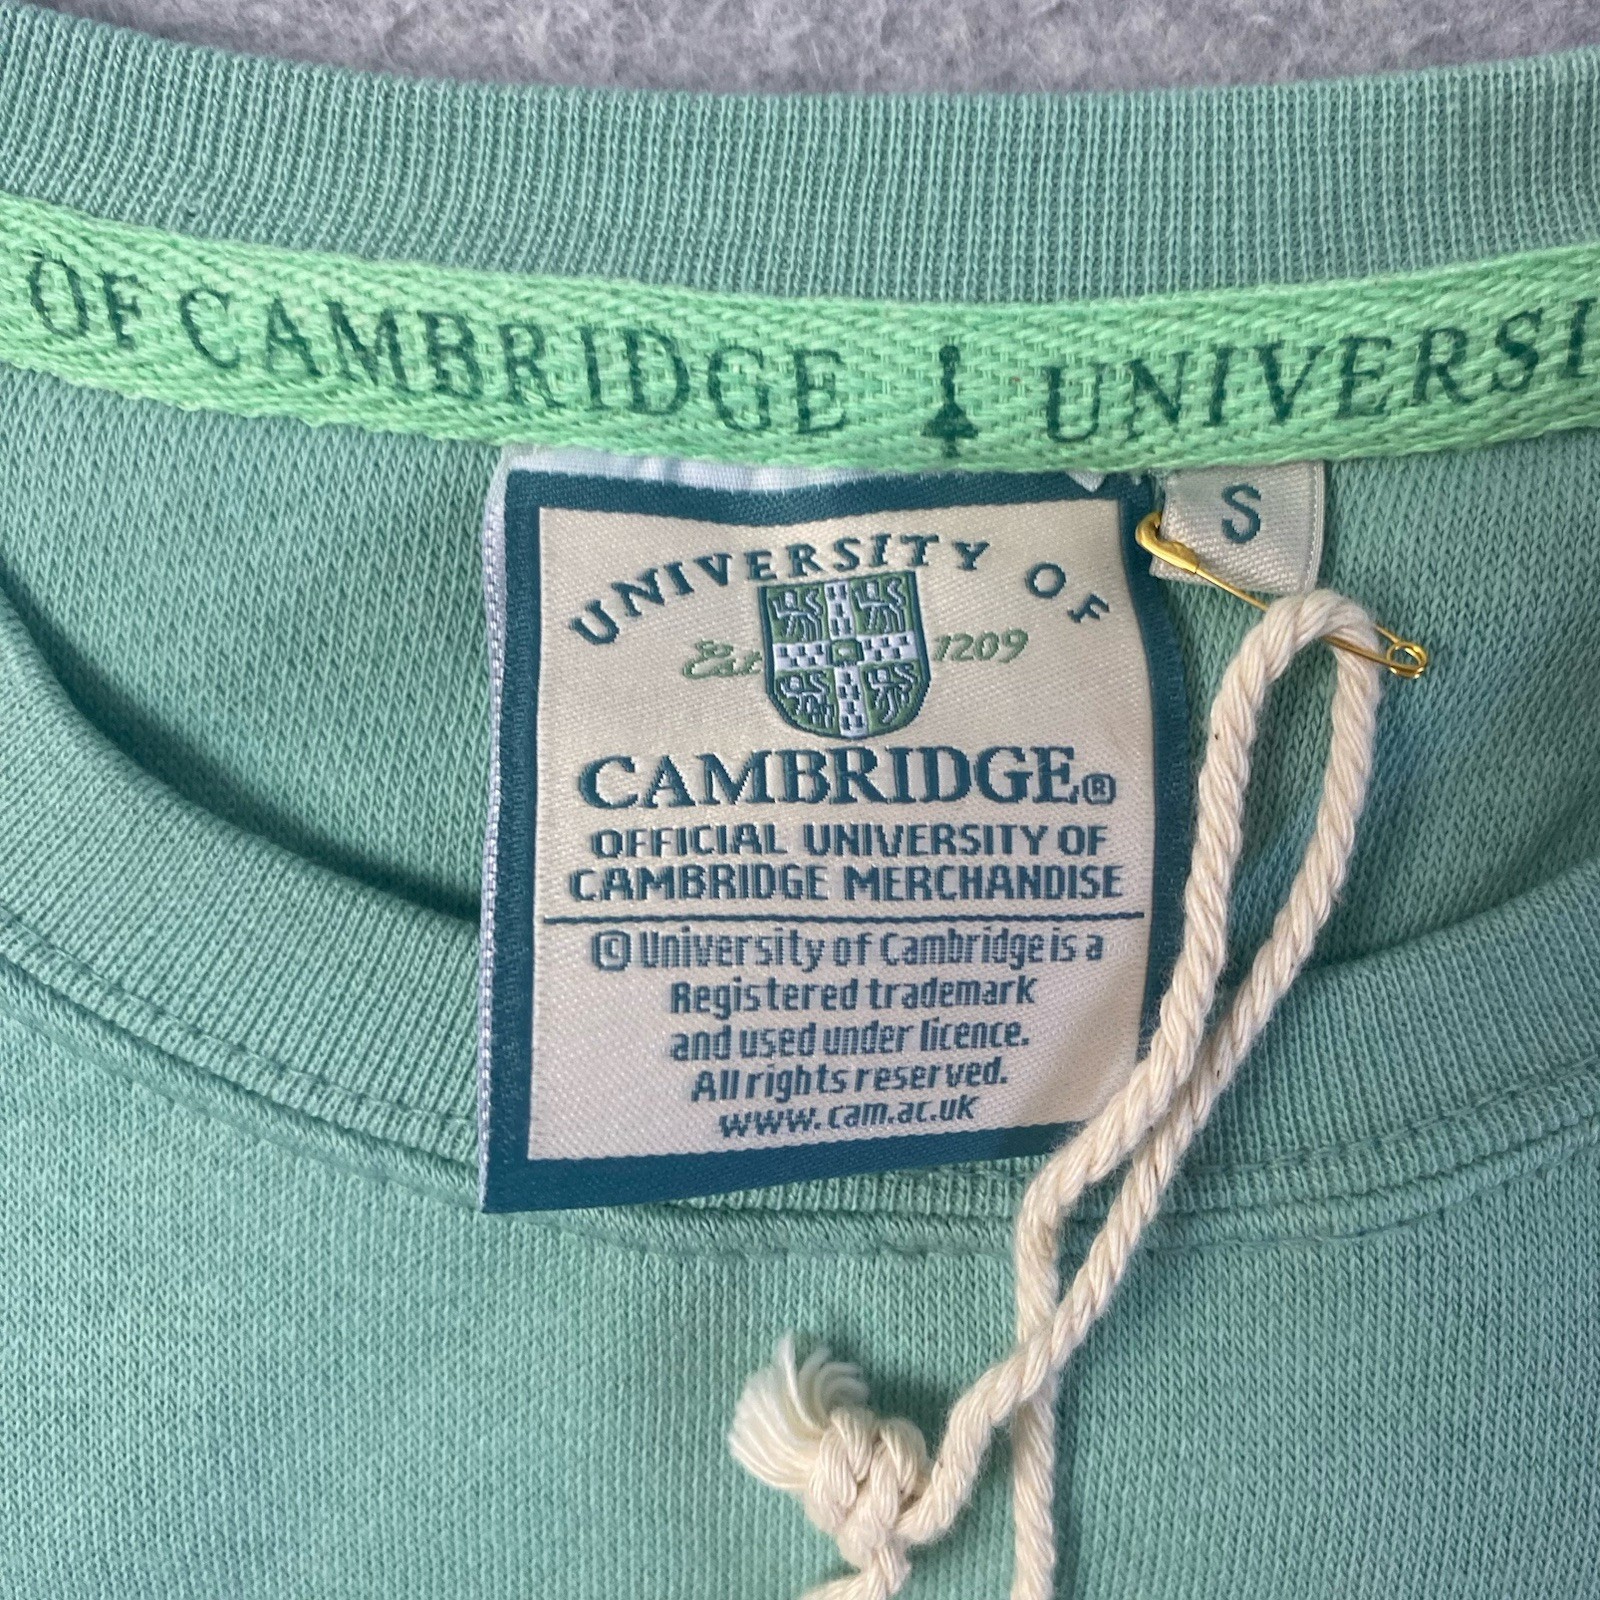 OF CAMBRIDGE UNIVERSI
S
UNIVERSITY OF
Est 1209
CAMBRIDGE®
OFFICIAL UNIVERSITY OF
CAMBRIDGE MERCHANDISE
© University of Cambridge is a
Registered trademark
and used under licence.
All rights reserved.
www.cam.ac.uk